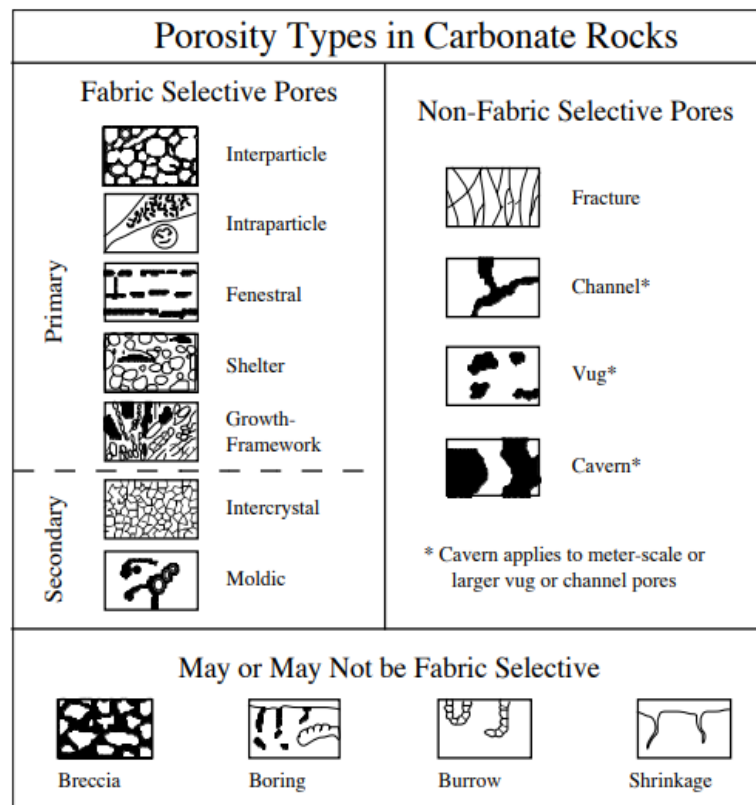 Porosity Types in Carbonate Rocks
Fabric Selective Pores
Primary
Interparticle
Intraparticle
Fenestral
Shelter
Growth-
Framework
Secondary
Intercrystal
Moldic
Non-Fabric Selective Pores
Fracture
Channel*
Vug*
Cavern*
* Cavern applies to meter-scale or
larger vug or channel pores
May or May Not be Fabric Selective
Breccia
Boring
Burrow
Shrinkage